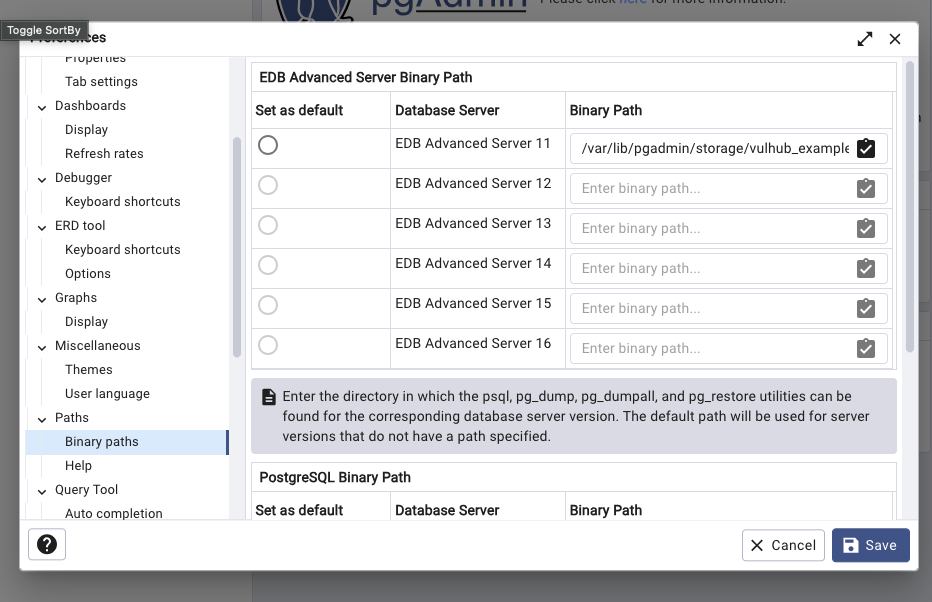 pgAdmin
Please click here for more information.
Toggle SortBy
Preferences
Properties
Tab settings
Dashboards
Display
Refresh rates
Debugger
Keyboard shortcuts
ERD tool
Keyboard shortcuts
Options
Graphs
Display
Miscellaneous
Themes
User language
Paths
Binary paths
Help
Query Tool
Auto completion
EDB Advanced Server Binary Path
Set as default Database Server Binary Path
EDB Advanced Server 11 /var/lib/pgadmin/storage/vulhub_example
EDB Advanced Server 12 Enter binary path...
EDB Advanced Server 13 Enter binary path...
EDB Advanced Server 14 Enter binary path...
EDB Advanced Server 15 Enter binary path...
EDB Advanced Server 16 Enter binary path...
Enter the directory in which the psql, pg_dump, pg_dumpall, and pg_restore utilities can be
found for the corresponding database server version. The default path will be used for server
versions that do not have a path specified.
PostgreSQL Binary Path
Set as default Database Server Binary Path
? Cancel Save